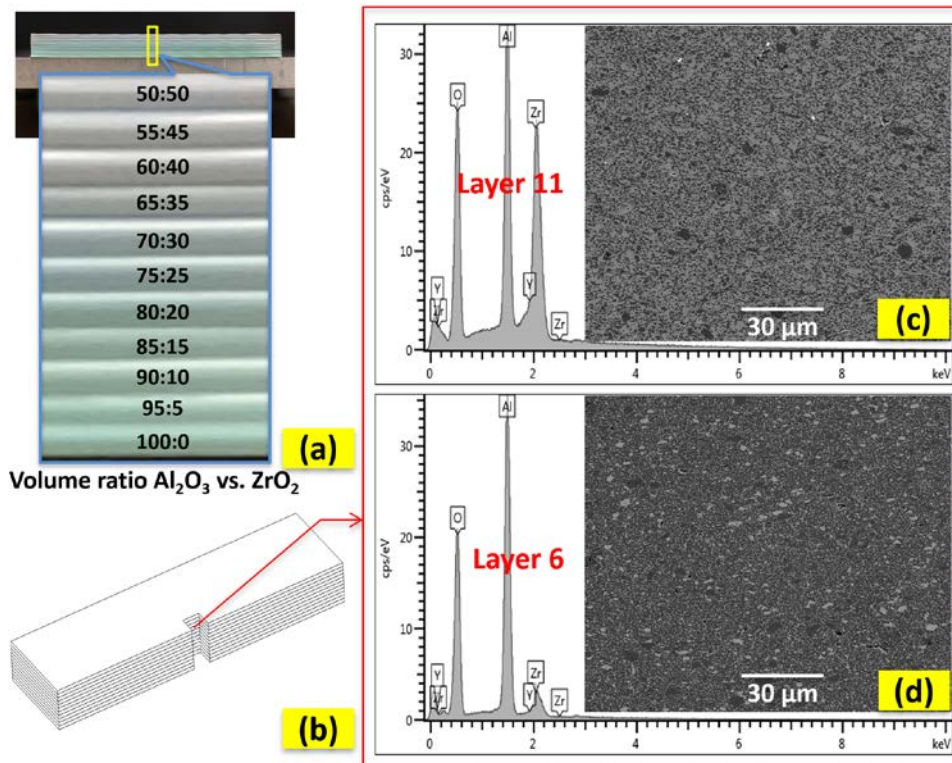 (a)
50:50
55:45
60:40
65:35
70:30
75:25
80:20
85:15
90:10
95:5
100:0
Volume ratio Al₂O₃ vs. ZrO₂
(b)
30
20
10
0
cps/eV
Y
Zr
O
Al
Zr
Y
Zr
Layer 11
0 2 4 6 8 keV
30 µm
(c)
30
20
10
0
cps/eV
Y
Zr
O
Al
Y
Zr
Zr
Layer 6
0 2 4 6 8 keV
30 µm
(d)